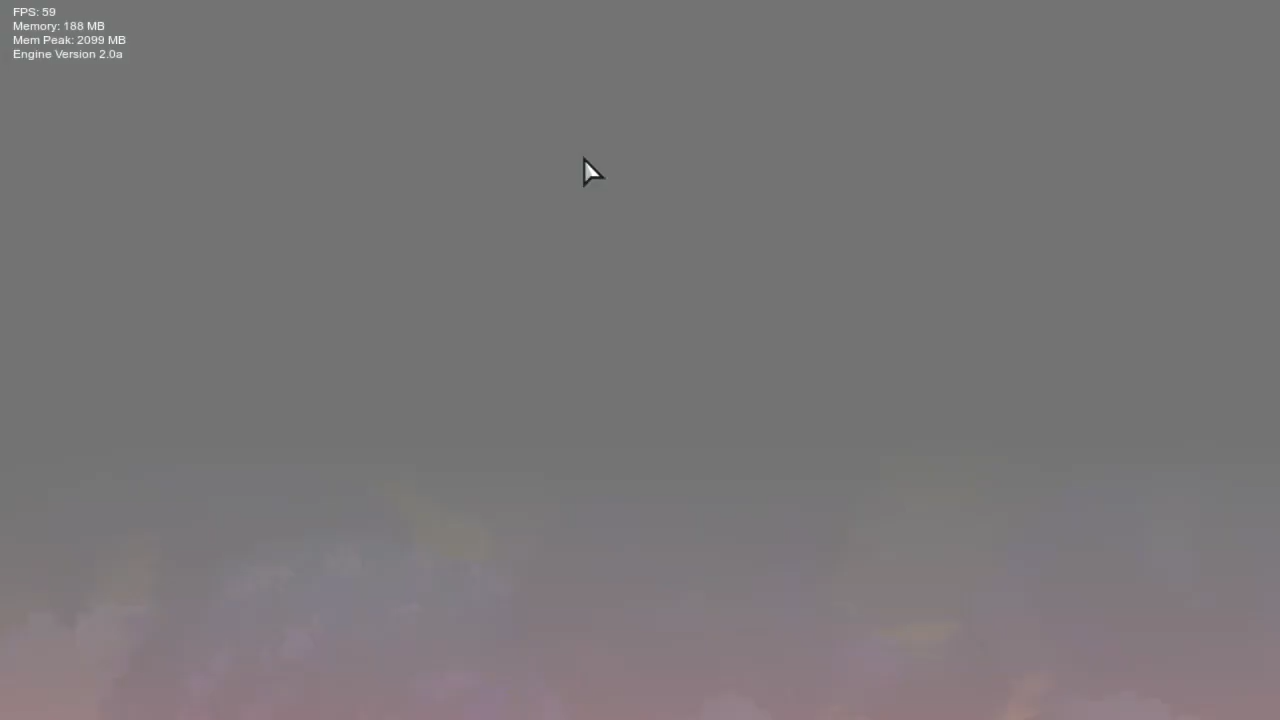 FPS: 59
Memory: 188 MB
Mem Peak: 2099 MB
Engine Version 2.0a